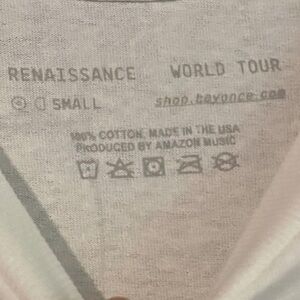 RENAISSANCE WORLD TOUR
SMALL shop.beyonce.com
100% COTTON, MADE IN THE USA
PRODUCED BY AMAZON MUSIC